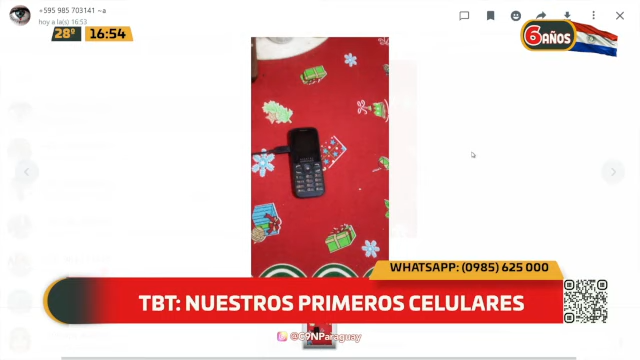 +595 985 703141 ~a
hoy a la(s) 16:53
28º
16:54
6 AÑOS
WHATSAPP: (0985) 625 000
TBT: NUESTROS PRIMEROS CELULARES
@C9NParaguay